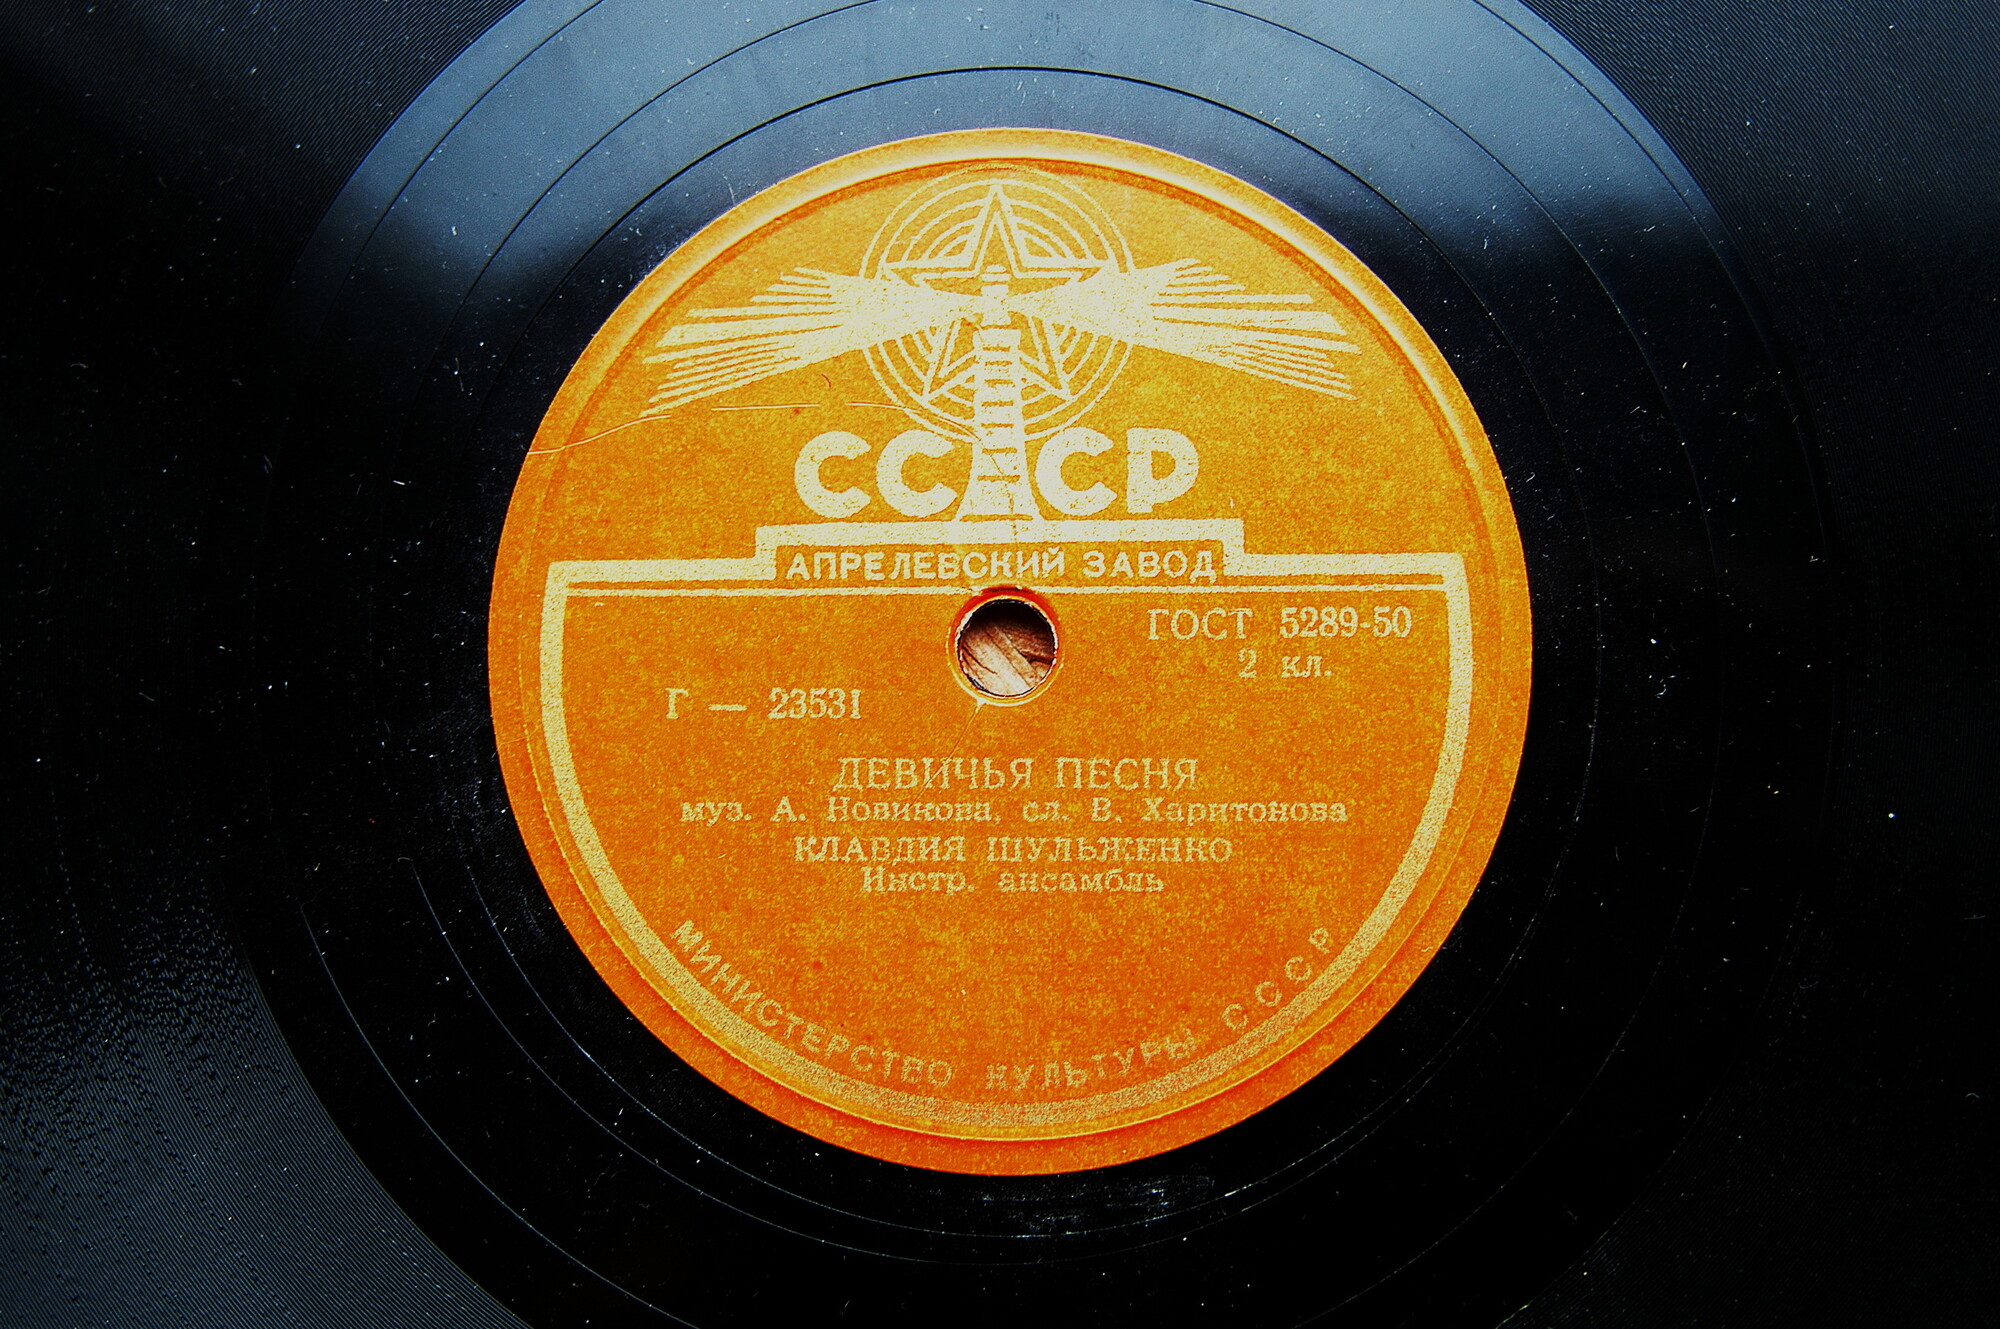 СССР
АПРЕЛЕВСКИЙ ЗАВОД
ГОСТ 5289-50
2 кл.
Г — 23531
ДЕВИЧЬЯ ПЕСНЯ
муз. А. Новикова, сл. В. Харитонова
КЛАВДИЯ ШУЛЬЖЕНКО
Инстр. ансамбль
МИНИСТЕРСТВО КУЛЬТУРЫ СССР